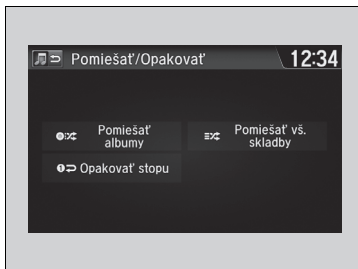 Pomiešať/Opakovať
12:34
Pomiešať
albumy
Pomiešať vš.
skladby
Opakovať stopu